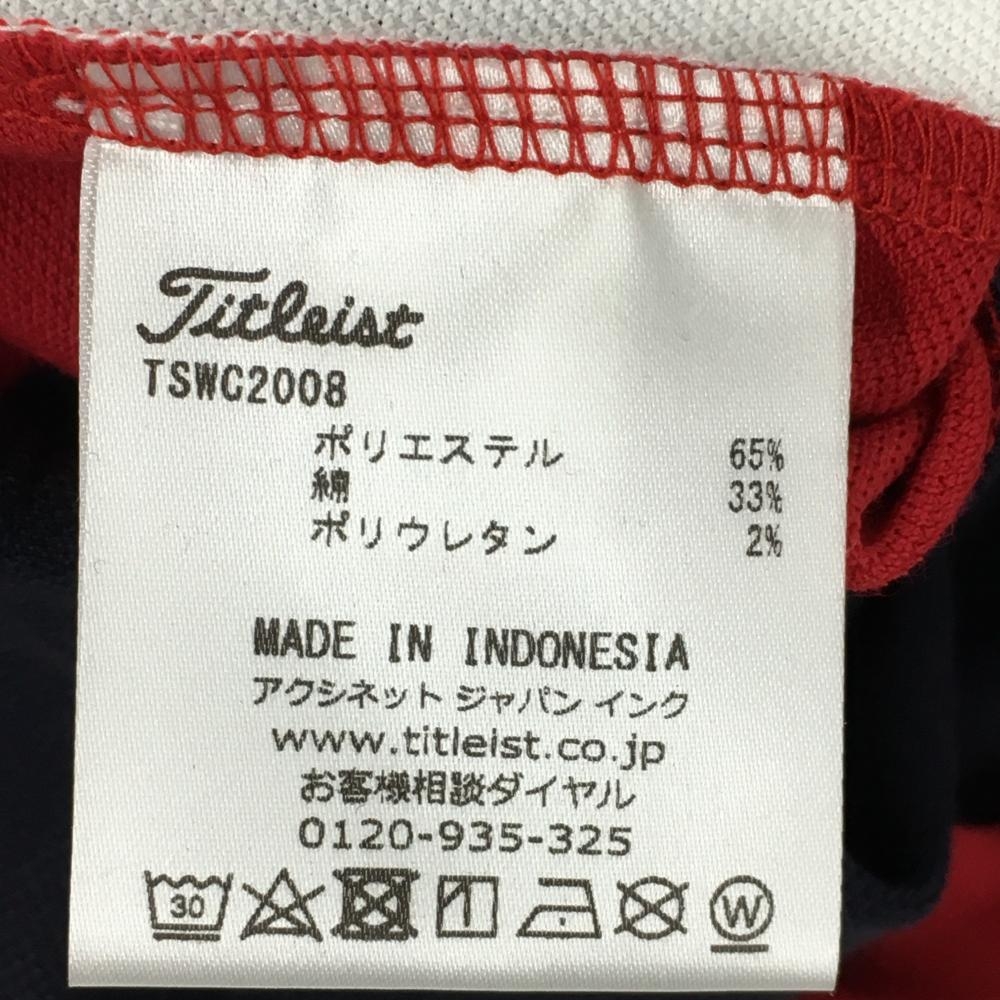 Titleist
TSWC2008
ポリエステル 65%
綿 33%
ポリウレタン 2%
MADE IN INDONESIA
アクシネット ジャパン インク
www.titleist.co.jp
お客機相談ダイヤル
0120-935-325
30 W